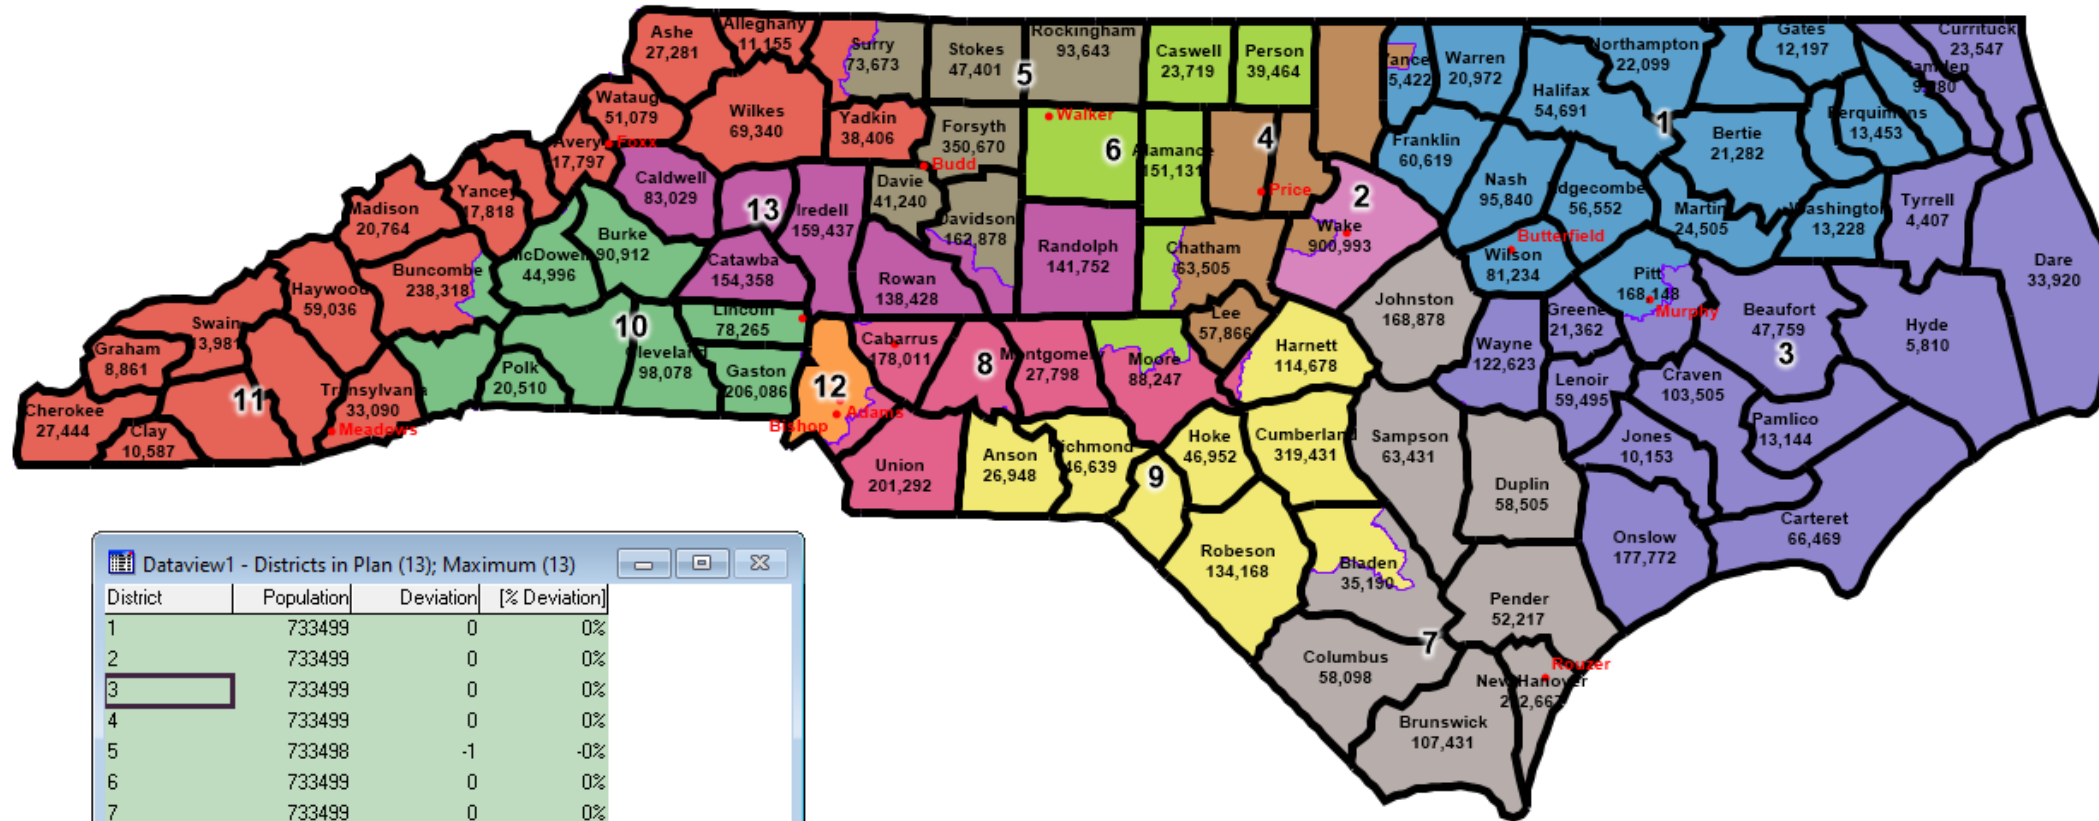 Ashe
27,281
Alleghany
11,155
Surry
73,673
Stokes
47,401
Rockingham
93,643
5
Caswell
23,719
Person
39,464
5,422
Warren
20,972
Northampton
22,099
Gates
12,197
Currituck
23,547
Halifax
54,691
1
Perquimans
13,453
Bertie
21,282
Watauga
51,079
Wilkes
69,340
Yadkin
38,406
Forsyth
350,670
Walker
6
Alamance
151,131
4
Franklin
60,619
Avery
17,797
Foxx
Budd
Caldwell
83,029
13
Iredell
159,437
Davie
41,240
Davidson
162,878
Price
2
Nash
95,840
Edgecombe
56,552
Martin
24,505
Washington
13,228
Tyrrell
4,407
Dare
33,920
Yancey
17,818
Madison
20,764
Buncombe
238,318
McDowell
44,996
Burke
90,912
Catawba
154,358
Rowan
138,428
Randolph
141,752
Chatham
63,505
Wake
900,993
Butterfield
Wilson
81,234
Pitt
168,148
Murphy
Haywood
59,036
Swain
13,981
Graham
8,861
10
Lincoln
78,265
Cabarrus
178,011
8
Montgomery
27,798
Moore
88,247
Lee
57,866
Harnett
114,678
Johnston
168,878
Wayne
122,623
Greene
21,362
Beaufort
47,759
3
Hyde
5,810
Polk
20,510
Cleveland
98,078
Gaston
206,086
12
Adams
Bishop
Lenoir
59,495
Craven
103,505
Pamlico
13,144
Cherokee
27,444
Clay
10,587
11
Transylvania
33,090
Meadows
Union
201,292
Anson
26,948
Richmond
46,639
9
Hoke
46,952
Cumberland
319,431
Sampson
63,431
Duplin
58,505
Jones
10,153
Onslow
177,772
Carteret
66,469
Robeson
134,168
Bladen
35,190
Pender
52,217
7
Columbus
58,098
Rouzer
New Hanover
Brunswick
107,431
Dataview1 - Districts in Plan (13); Maximum (13)
District Population Deviation [% Deviation]
1 733499 0 0%
2 733499 0 0%
3 733499 0 0%
4 733499 0 0%
5 733498 -1 -0%
6 733499 0 0%
7 733499 0 0%